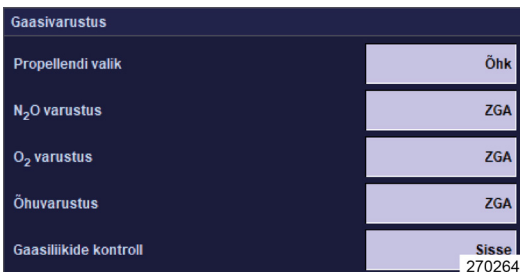 Gaasivarustus
Propellendi valik Õhk
N₂O varustus ZGA
O₂ varustus ZGA
Õhuvarustus ZGA
Gaasiliikide kontroll Sisse
270264